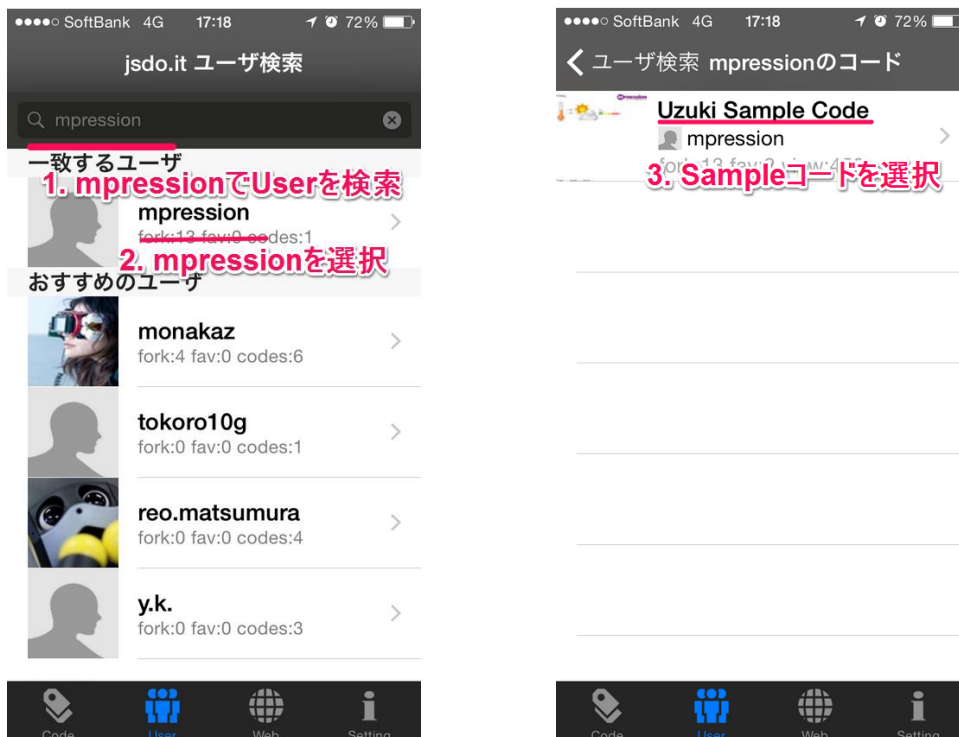 SoftBank 4G 17:18 72%
jsdo.it ユーザ検索
mpression
一致するユーザ
1. mpressionでUserを検索
mpression
fork:13 fav:0 codes:1
2. mpressionを選択
おすすめのユーザ
monakaz
fork:4 fav:0 codes:6
tokoro10g
fork:0 fav:0 codes:1
reo.matsumura
fork:0 fav:0 codes:4
y.k.
fork:0 fav:0 codes:3
Code User Web Setting
SoftBank 4G 17:18 72%
ユーザ検索 mpressionのコード
Uzuki Sample Code
mpression
3. Sampleコードを選択
Code User Web Setting